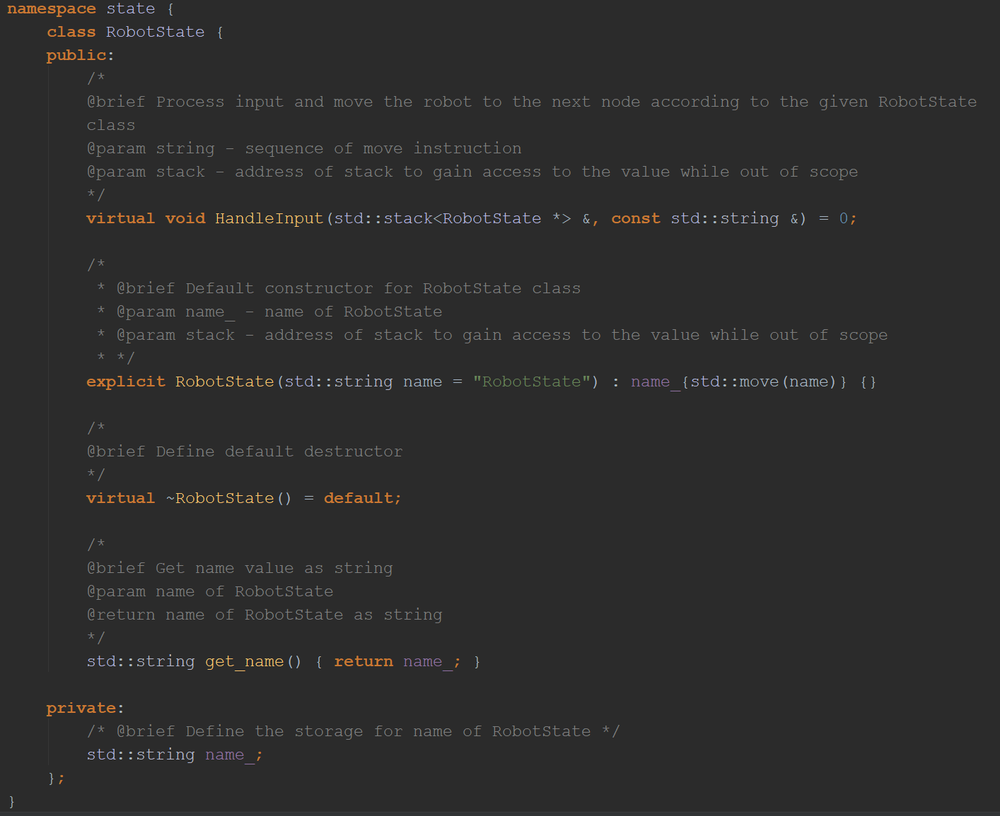 namespace state {
class RobotState {
public:
/*
@brief Process input and move the robot to the next node according to the given RobotState
class
@param string - sequence of move instruction
@param stack - address of stack to gain access to the value while out of scope
*/
virtual void HandleInput(std::stack<RobotState *> &, const std::string &) = 0;
/*
* @brief Default constructor for RobotState class
* @param name_ - name of RobotState
* @param stack - address of stack to gain access to the value while out of scope
* */
explicit RobotState(std::string name = "RobotState") : name_{std::move(name)} {}
/*
@brief Define default destructor
*/
virtual ~RobotState() = default;
/*
@brief Get name value as string
@param name of RobotState
@return name of RobotState as string
*/
std::string get_name() { return name_; }
private:
/* @brief Define the storage for name of RobotState */
std::string name_;
};
}